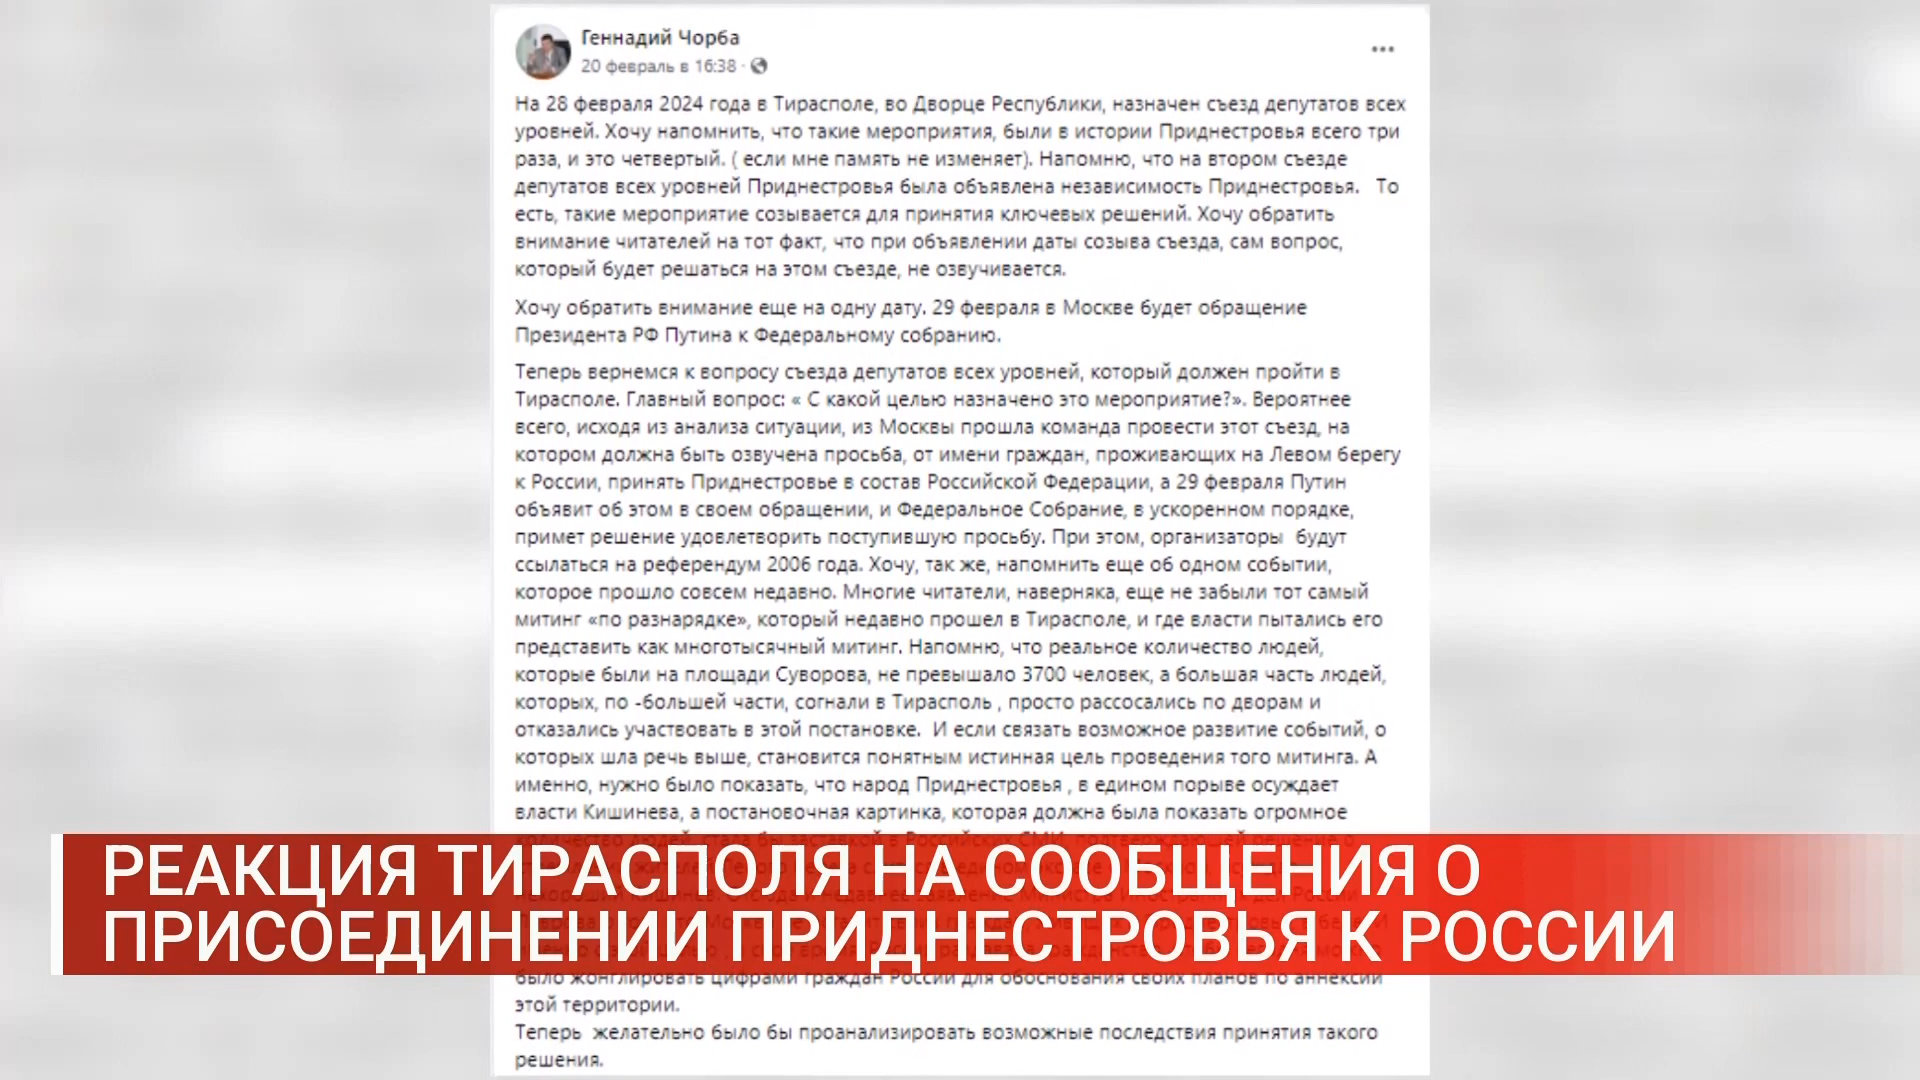 Геннадий Чорба
20 февраль в 16:38 ·
На 28 февраля 2024 года в Тирасполе, во Дворце Республики, назначен съезд депутатов всех
уровней. Хочу напомнить, что такие мероприятия, были в истории Приднестровья всего три
раза, и это четвертый. ( если мне память не изменяет). Напомню, что на втором съезде
депутатов всех уровней Приднестровья была объявлена независимость Приднестровья. То
есть, такие мероприятие созывается для принятия ключевых решений. Хочу обратить
внимание читателей на тот факт, что при объявлении даты созыва съезда, сам вопрос,
который будет решаться на этом съезде, не озвучивается.
Хочу обратить внимание еще на одну дату. 29 февраля в Москве будет обращение
Президента РФ Путина к Федеральному собранию.
Теперь вернемся к вопросу съезда депутатов всех уровней, который должен пройти в
Тирасполе. Главный вопрос: « С какой целью назначено это мероприятие?». Вероятнее
всего, исходя из анализа ситуации, из Москвы прошла команда провести этот съезд, на
котором должна быть озвучена просьба, от имени граждан, проживающих на Левом берегу
к России, принять Приднестровье в состав Российской Федерации, а 29 февраля Путин
объявит об этом в своем обращении, и Федеральное Собрание, в ускоренном порядке,
примет решение удовлетворить поступившую просьбу. При этом, организаторы будут
ссылаться на референдум 2006 года. Хочу, так же, напомнить еще об одном событии,
которое прошло совсем недавно. Многие читатели, наверняка, еще не забыли тот самый
митинг «по разнарядке», который недавно прошел в Тирасполе, и где власти пытались его
представить как многотысячный митинг. Напомню, что реальное количество людей,
которые были на площади Суворова, не превышало 3700 человек, а большая часть людей,
которых, по -большей части, согнали в Тирасполь , просто рассосались по дворам и
отказались участвовать в этой постановке. И если связать возможное развитие событий, о
которых шла речь выше, становится понятным истинная цель проведения того митинга. А
именно, нужно было показать, что народ Приднестровья , в едином порыве осуждает
власти Кишинева, а постановочная картинка, которая должна была показать огромное
количество людей, стала бы заставкой в Российских СМИ, подтверждающей решение о
РЕАКЦИЯ ТИРАСПОЛЯ НА СООБЩЕНИЯ О
ПРИСОЕДИНЕНИИ ПРИДНЕСТРОВЬЯ К РОССИИ
было жонглировать цифрами граждан России для обоснования своих планов по аннексии
этой территории.
Теперь желательно было бы проанализировать возможные последствия принятия такого
решения.